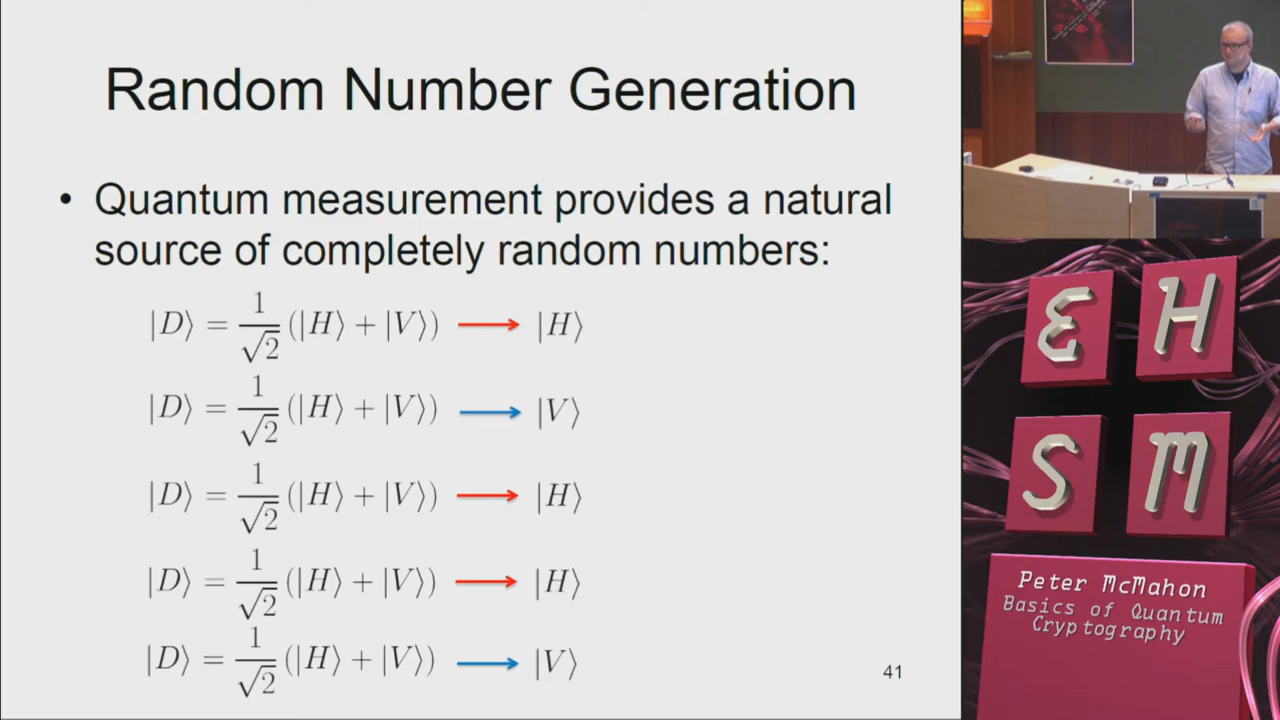 Random Number Generation
• Quantum measurement provides a natural
source of completely random numbers:
|D⟩ = 1/√2 (|H⟩ + |V⟩) → |H⟩
|D⟩ = 1/√2 (|H⟩ + |V⟩) → |V⟩
|D⟩ = 1/√2 (|H⟩ + |V⟩) → |H⟩
|D⟩ = 1/√2 (|H⟩ + |V⟩) → |H⟩
|D⟩ = 1/√2 (|H⟩ + |V⟩) → |V⟩
41
E H
S M
Peter McMahon
Basics of Quantum
Cryptography